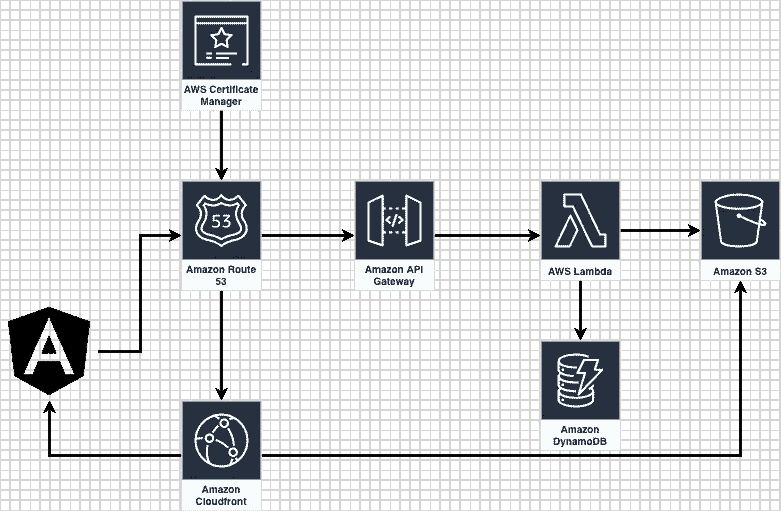 AWS Certificate
Manager
53
Amazon Route
53
</>
Amazon API
Gateway
AWS Lambda
Amazon S3
A
Amazon
DynamoDB
Amazon
Cloudfront